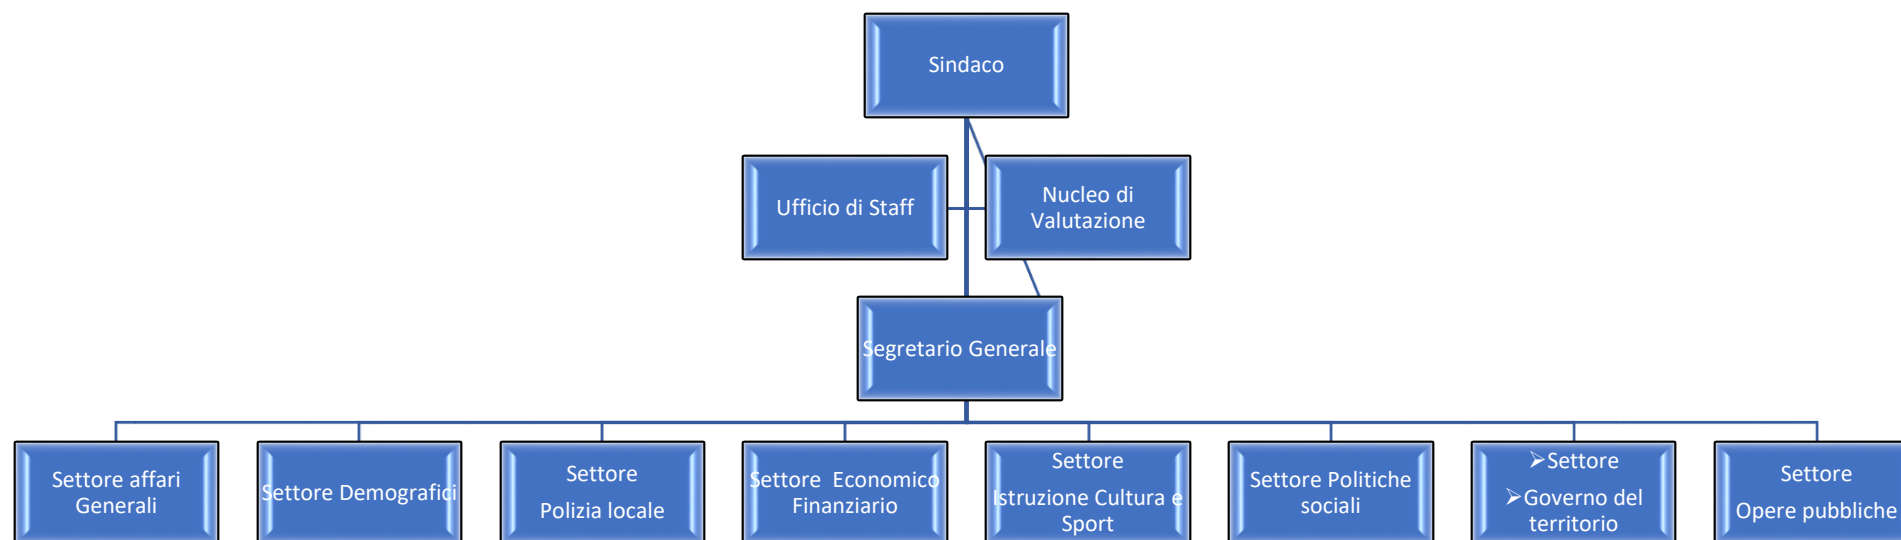 Sindaco
Ufficio di Staff
Nucleo di
Valutazione
Segretario Generale
Settore affari
Generali
Settore Demografici
Settore
Polizia locale
Settore  Economico
Finanziario
Settore
Istruzione Cultura e
Sport
Settore Politiche
sociali
➢Settore
➢Governo del
territorio
Settore
Opere pubbliche